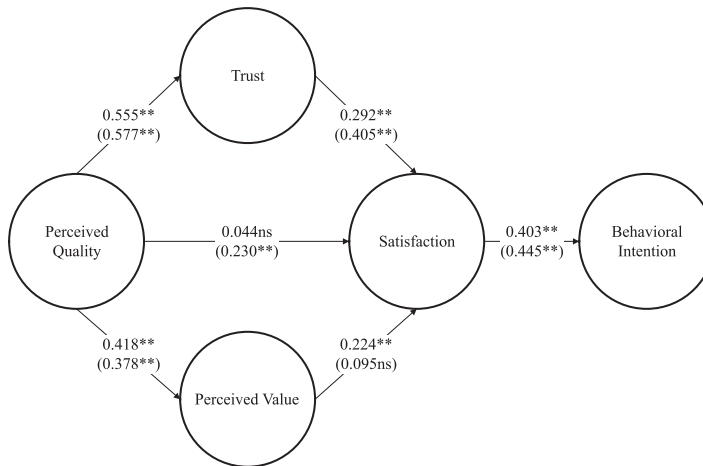 Trust
0.555**
(0.577**)
0.292**
(0.405**)
Perceived
Quality
0.044ns
(0.230**)
Satisfaction
0.403**
(0.445**)
Behavioral
Intention
0.418**
(0.378**)
0.224**
(0.095ns)
Perceived Value